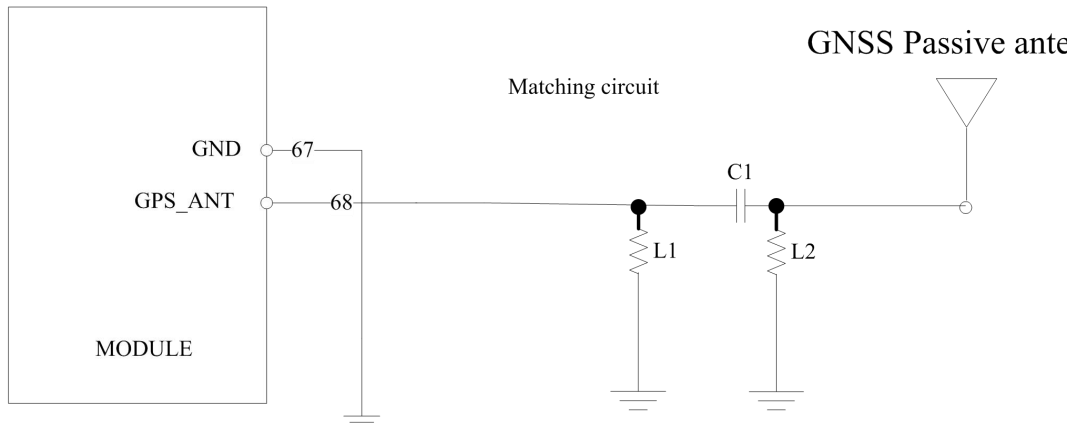 GNSS Passive ante
Matching circuit
GND
67
C1
GPS_ANT
68
L1
L2
MODULE